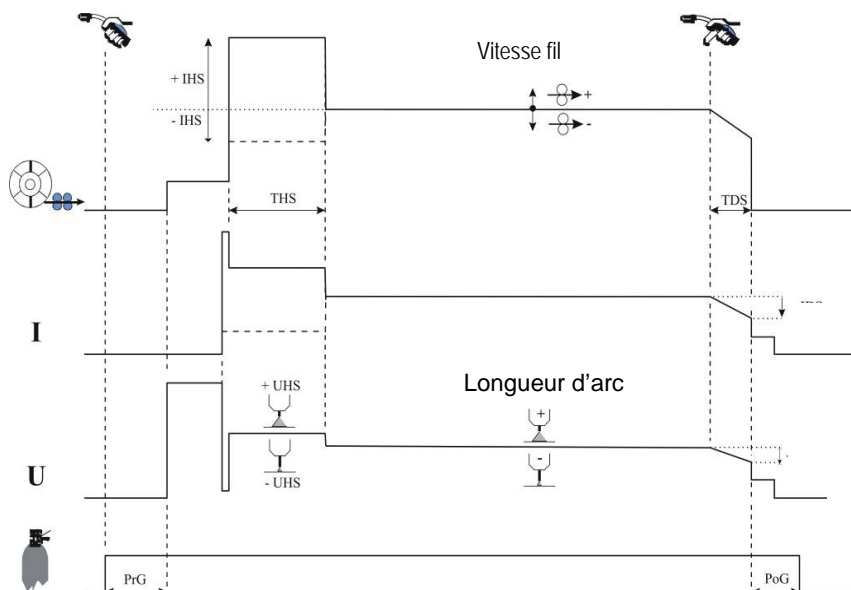 Vitesse fil
+ IHS
- IHS
+
-
THS
TDS
I
+ UHS
Longueur d'arc
+
-
- UHS
U
PrG
PoG